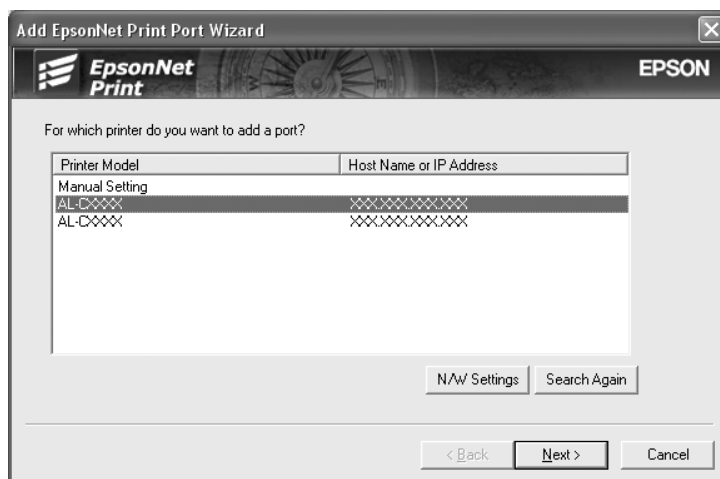 Add EpsonNet Print Port Wizard
EpsonNet
Print
EPSON
For which printer do you want to add a port?
Printer Model Host Name or IP Address
Manual Setting
AL-CXXXX XXX.XXX.XXX.XXX
AL-CXXXX XXX.XXX.XXX.XXX
N/W Settings Search Again
< Back Next > Cancel